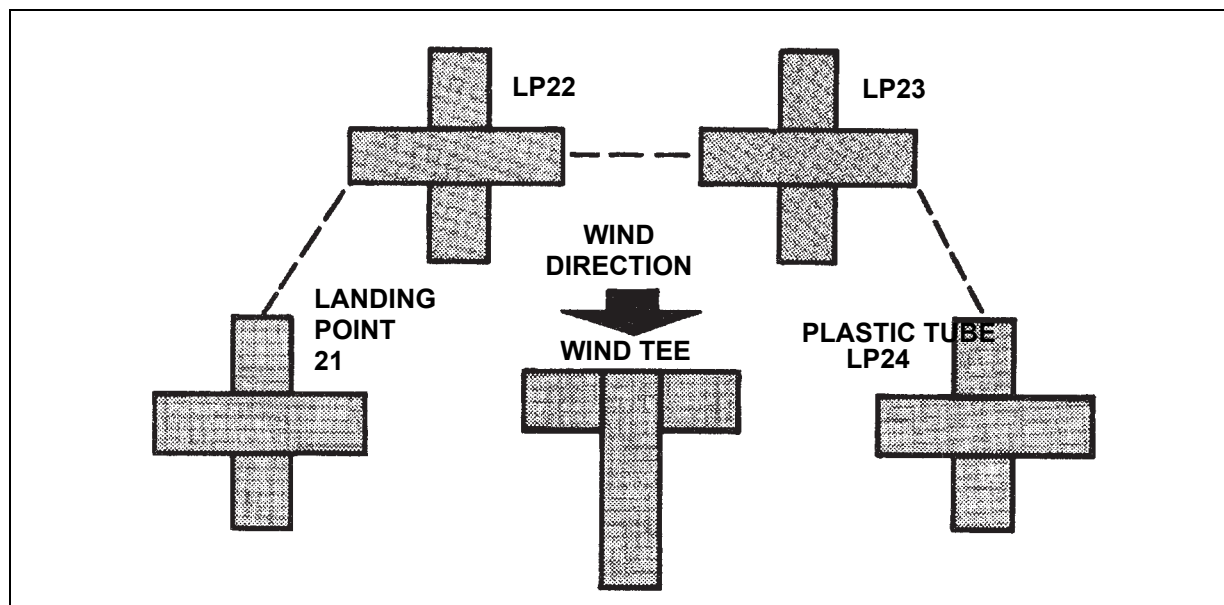 LP22
LP23
WIND
DIRECTION
LANDING
POINT
21
WIND TEE
PLASTIC TUBE
LP24